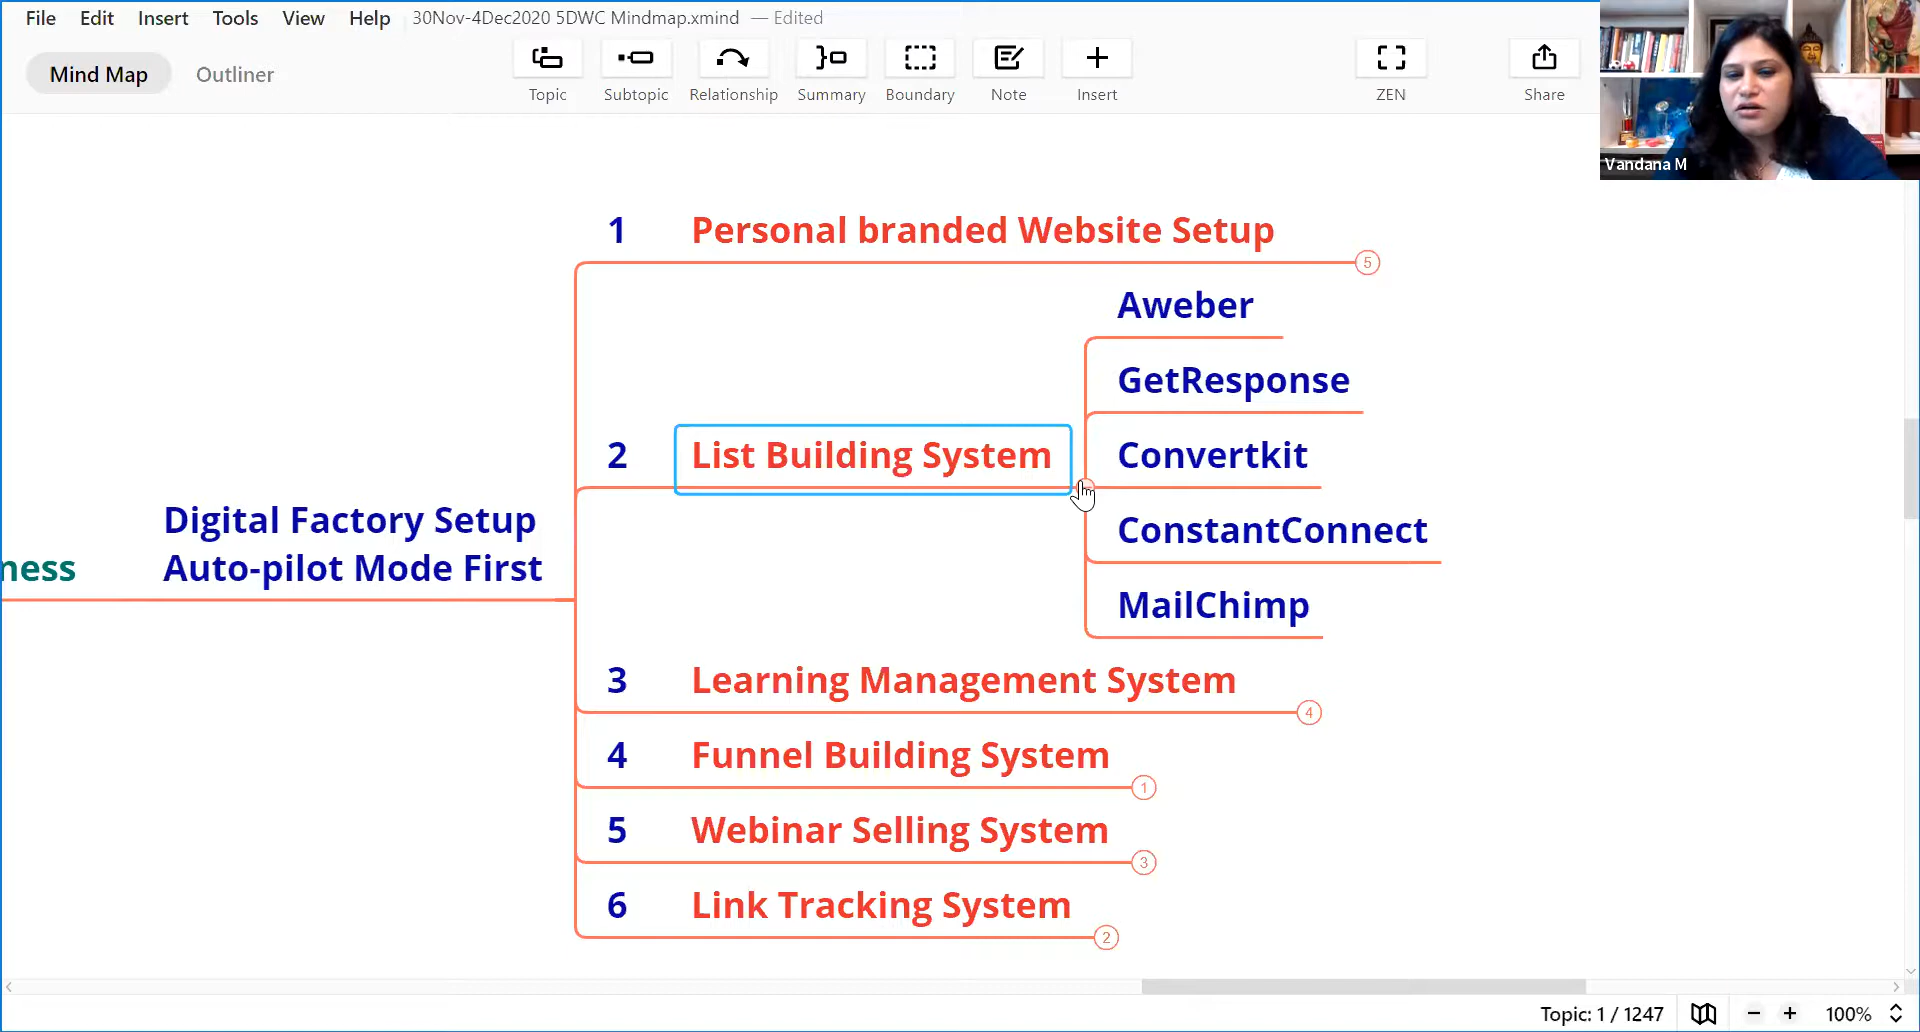 File Edit Insert Tools View Help 30Nov-4Dec2020 5DWC Mindmap.xmind — Edited
Mind Map Outliner
Topic Subtopic Relationship Summary Boundary Note Insert ZEN Share
Vandana M
1 Personal branded Website Setup 5
Aweber
GetResponse
2 List Building System Convertkit
ConstantConnect
MailChimp
Digital Factory Setup
ness Auto-pilot Mode First
3 Learning Management System 4
4 Funnel Building System 1
5 Webinar Selling System 3
6 Link Tracking System 2
Topic: 1 / 1247 100%